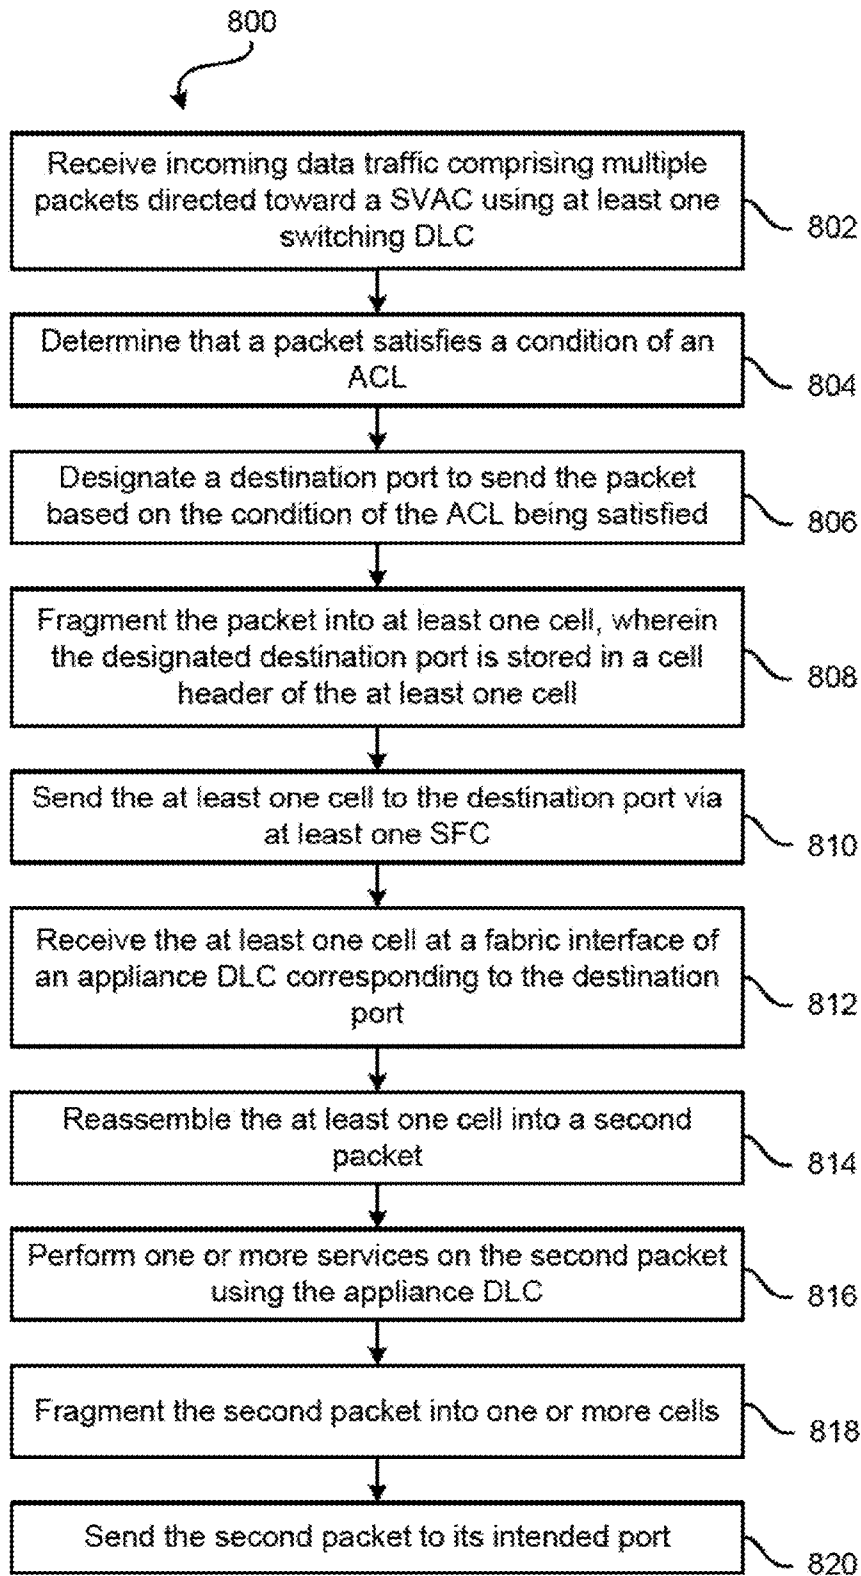 800
Receive incoming data traffic comprising multiple
packets directed toward a SVAC using at least one
switching DLC
802
Determine that a packet satisfies a condition of an
ACL
804
Designate a destination port to send the packet
based on the condition of the ACL being satisfied
806
Fragment the packet into at least one cell, wherein
the designated destination port is stored in a cell
header of the at least one cell
808
Send the at least one cell to the destination port via
at least one SFC
810
Receive the at least one cell at a fabric interface of
an appliance DLC corresponding to the destination
port
812
Reassemble the at least one cell into a second
packet
814
Perform one or more services on the second packet
using the appliance DLC
816
Fragment the second packet into one or more cells
818
Send the second packet to its intended port
820